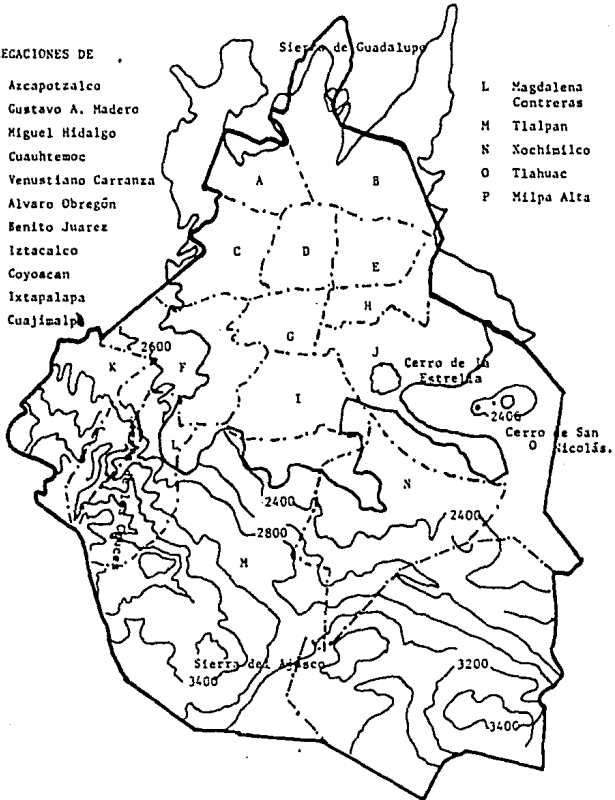 EGACIONES DE
Azcapotzalco
Gustavo A. Madero
Miguel Hidalgo
Cuauhtemoc
Venustiano Carranza
Alvaro Obregón
Benito Juarez
Iztacalco
Coyoacan
Ixtapalapa
Cuajimalpa
L Magdalena
Contreras
M Tlalpan
N Xochimilco
O Tlahuac
P Milpa Alta
Sierra de Guadalupe
A
B
C
D
E
H
G
J
2600
K
F
Cerro de la
Estrella
I
2400
Cerro de San
O Nicolás.
L
N
2400
2400
2800
M
Sierra del Ajusco
3400
3200
3400